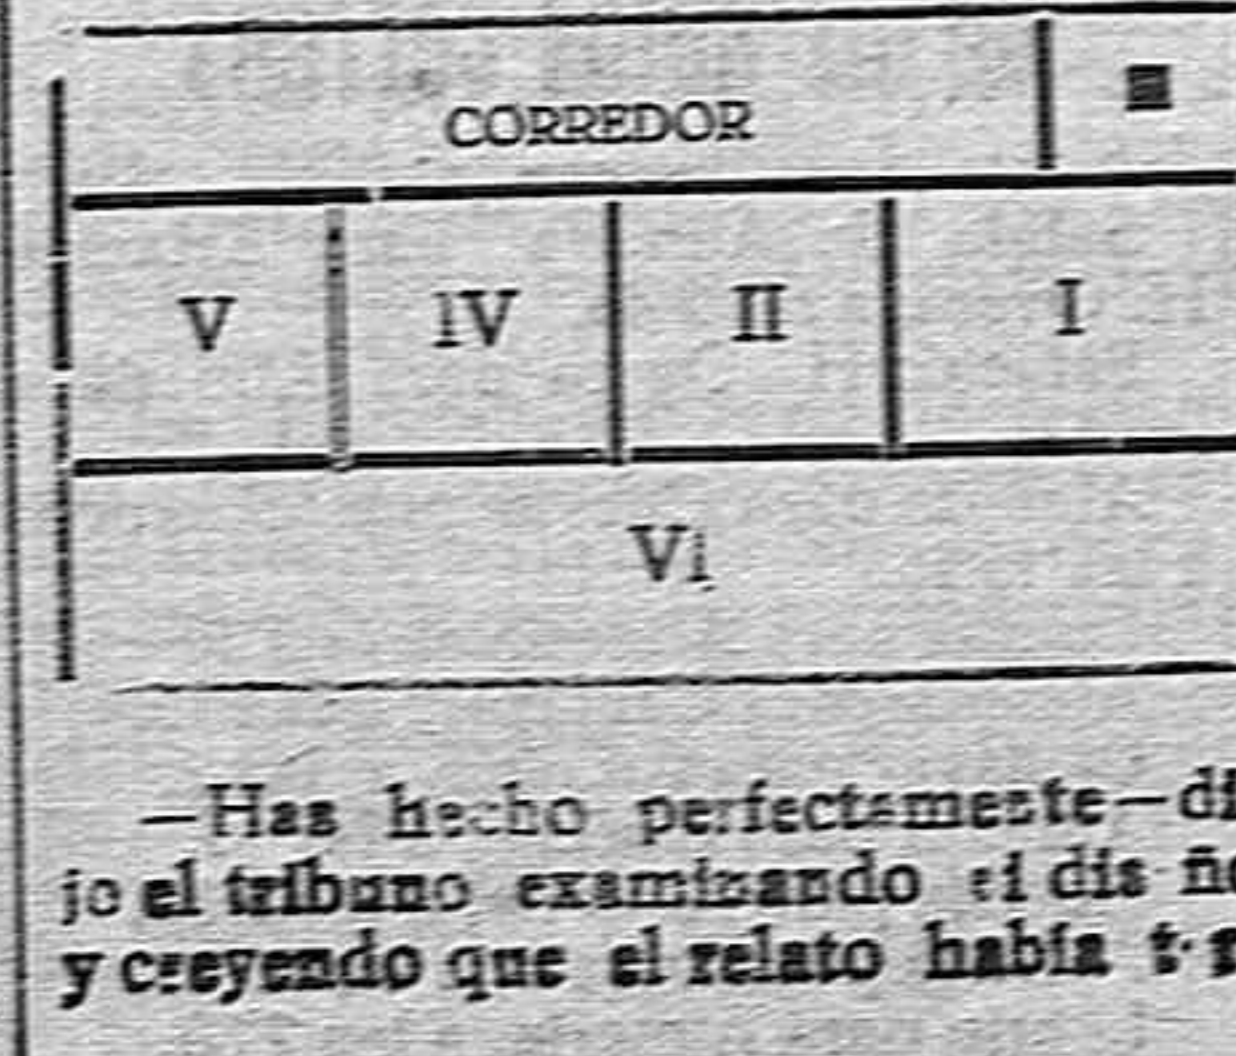 CORREDOR
V IV II I
Vi
—Has hecho perfectamente—di
jo el tribuno examinando el dis ño
y creyendo que el relato había